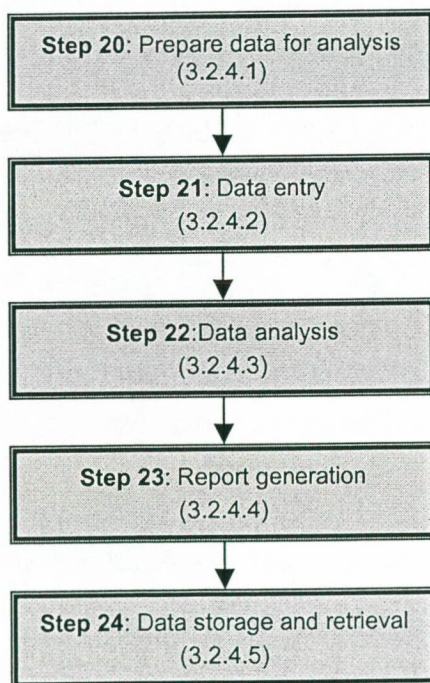 Step 20: Prepare data for analysis
(3.2.4.1)
Step 21: Data entry
(3.2.4.2)
Step 22:Data analysis
(3.2.4.3)
Step 23: Report generation
(3.2.4.4)
Step 24: Data storage and retrieval
(3.2.4.5)